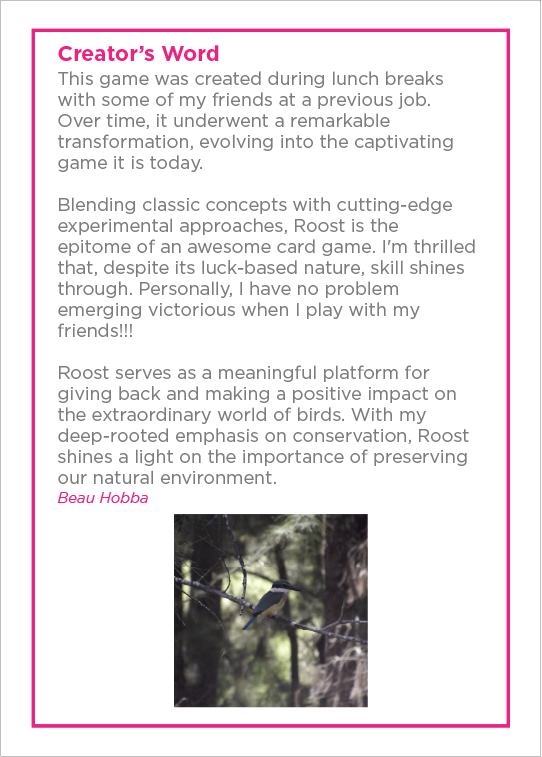 Creator’s Word
This game was created during lunch breaks
with some of my friends at a previous job.
Over time, it underwent a remarkable
transformation, evolving into the captivating
game it is today.
Blending classic concepts with cutting-edge
experimental approaches, Roost is the
epitome of an awesome card game. I'm thrilled
that, despite its luck-based nature, skill shines
through. Personally, I have no problem
emerging victorious when I play with my
friends!!!
Roost serves as a meaningful platform for
giving back and making a positive impact on
the extraordinary world of birds. With my
deep-rooted emphasis on conservation, Roost
shines a light on the importance of preserving
our natural environment.
Beau Hobba